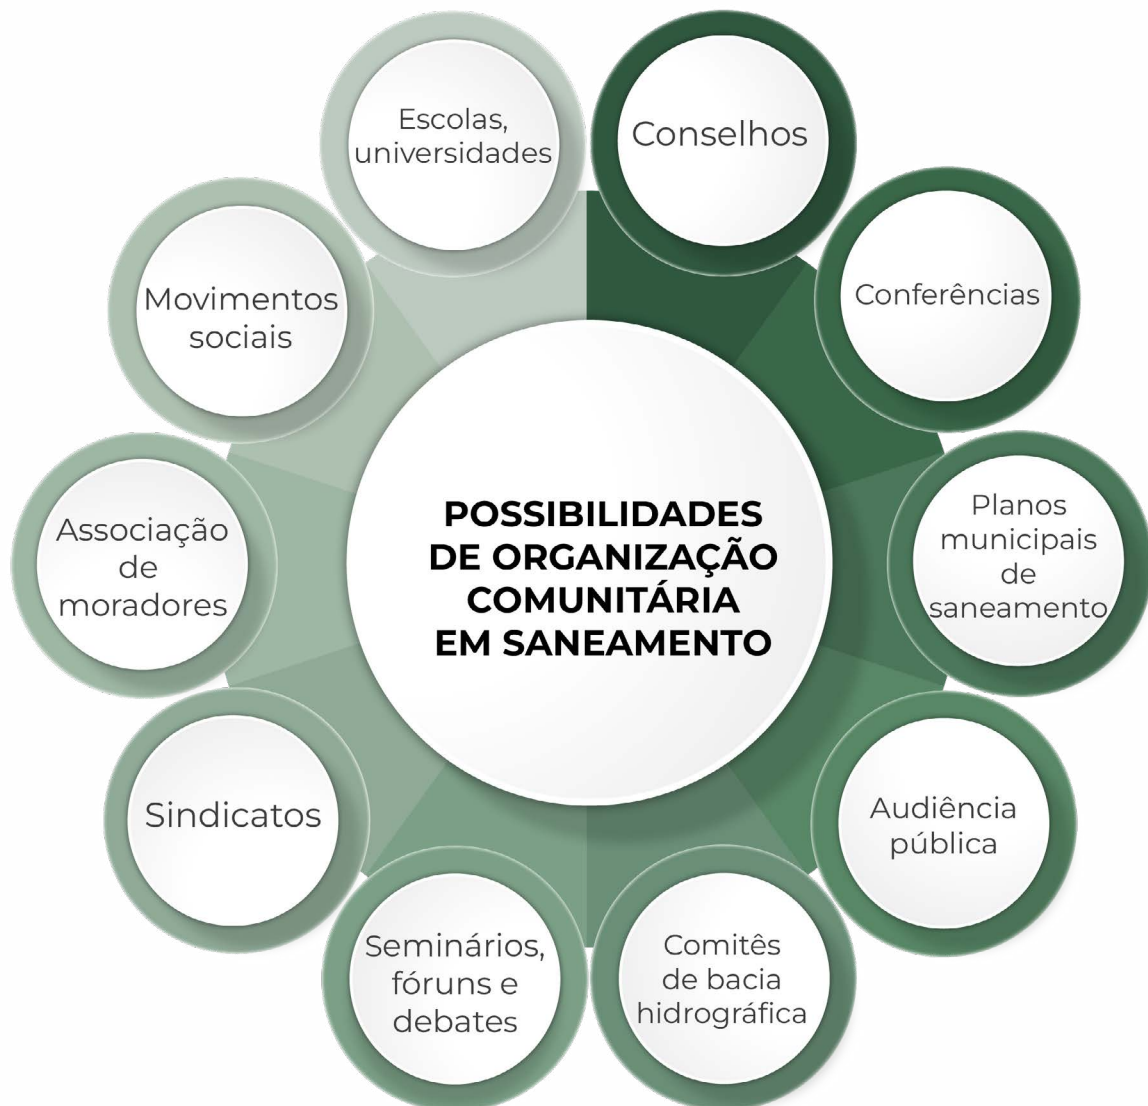 POSSIBILIDADES
DE ORGANIZAÇÃO
COMUNITÁRIA
EM SANEAMENTO
Conselhos
Conferências
Planos
municipais
de
saneamento
Audiência
pública
Comitês
de bacia
hidrográfica
Seminários,
fóruns e
debates
Sindicatos
Associação
de
moradores
Movimentos
sociais
Escolas,
universidades